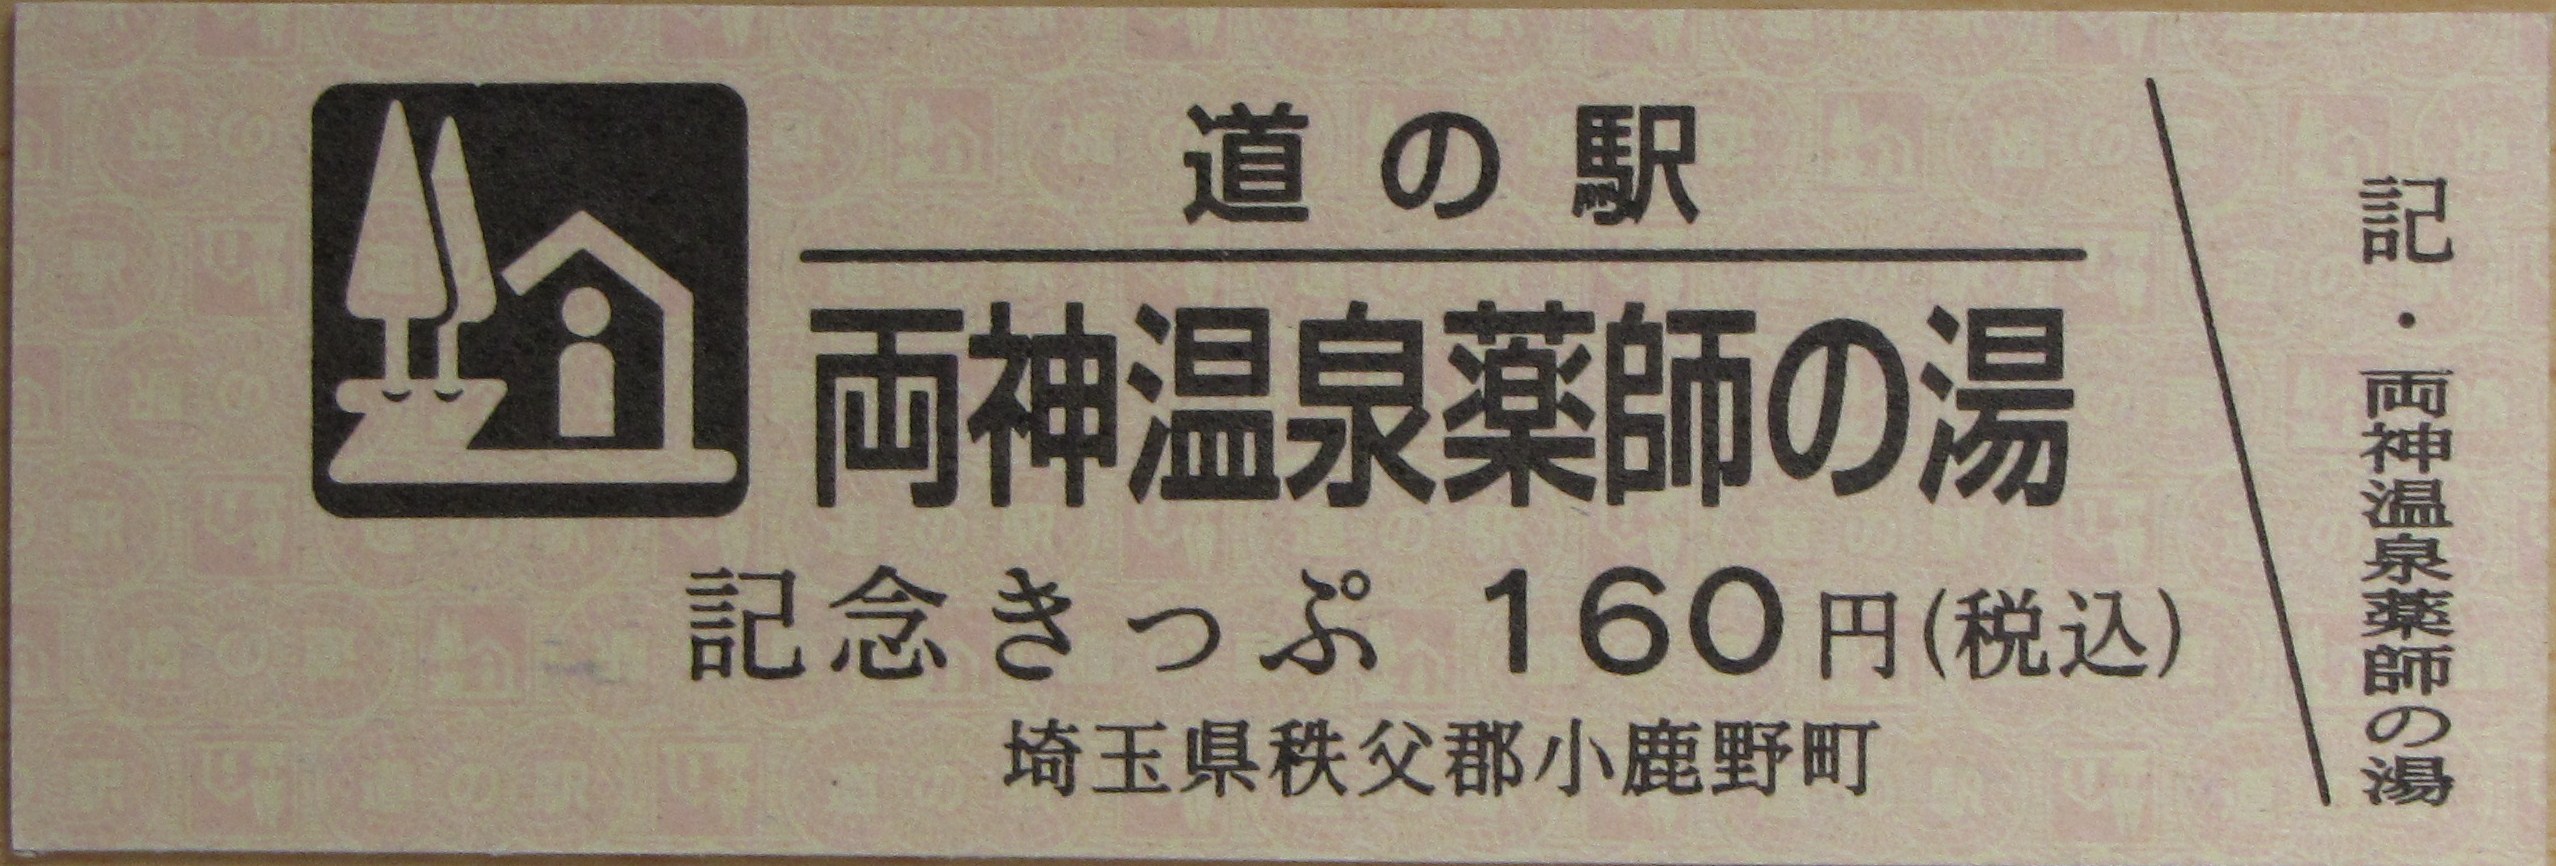 道の駅
両神温泉薬師の湯
記念きっぷ 160円(税込)
埼玉県秩父郡小鹿野町
記・両神温泉薬師の湯